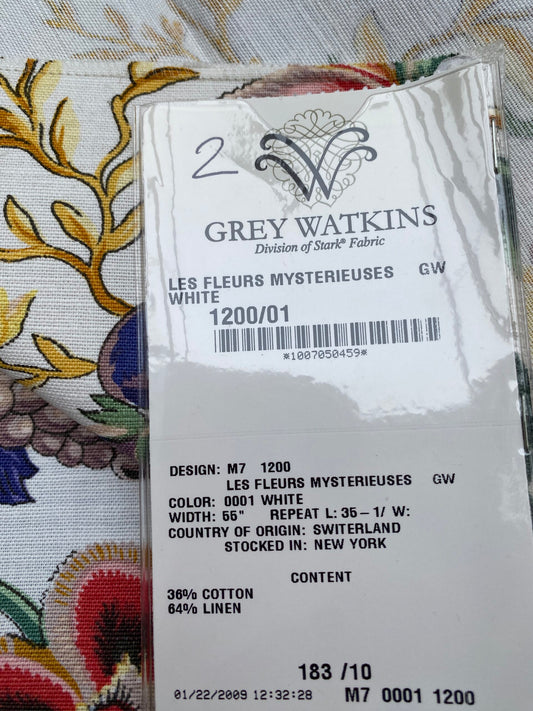 2
W
GREY WATKINS
Division of Stark® Fabric
LES FLEURS MYSTERIEUSES GW
WHITE
1200/01
*1007050459*
DESIGN: M7 1200
LES FLEURS MYSTERIEUSES GW
COLOR: 0001 WHITE
WIDTH: 55" REPEAT L: 35-1/ W:
COUNTRY OF ORIGIN: SWITERLAND
STOCKED IN: NEW YORK
CONTENT
36% COTTON
64% LINEN
183 /10
01/22/2009 12:32:28 M7 0001 1200